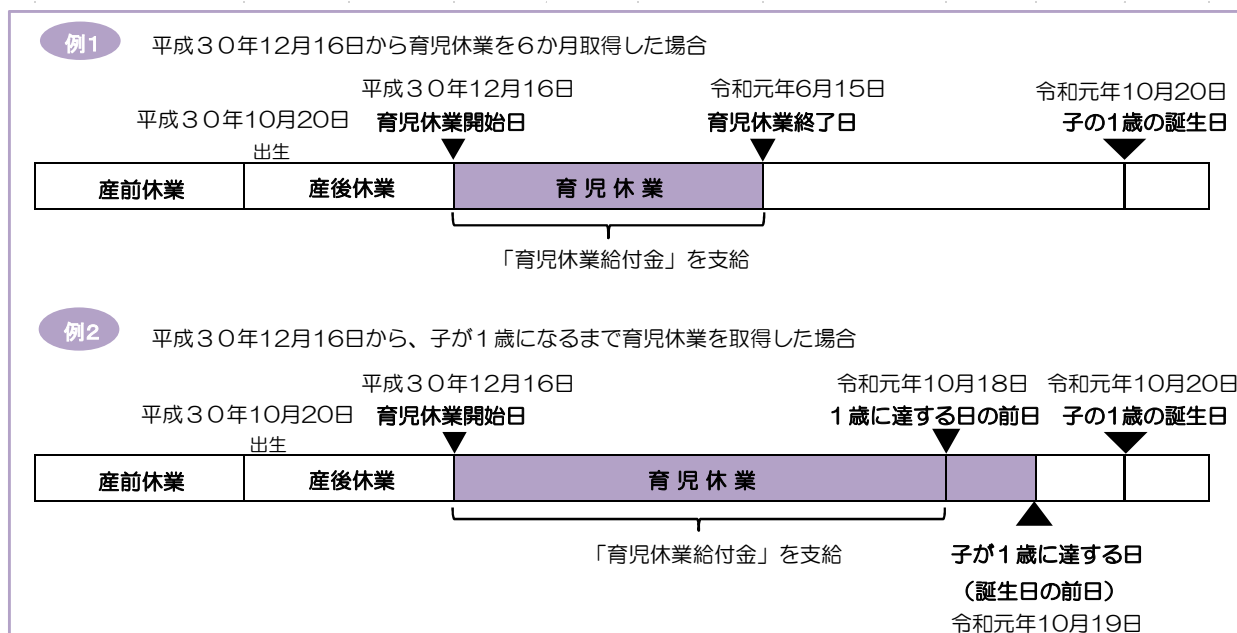 例1 平成30年12月16日から育児休業を6か月取得した場合
平成30年12月16日 令和元年6月15日 令和元年10月20日
平成30年10月20日 育児休業開始日 育児休業終了日 子の1歳の誕生日
出生
産前休業 産後休業 育児休業
「育児休業給付金」を支給
例2 平成30年12月16日から、子が1歳になるまで育児休業を取得した場合
平成30年12月16日 令和元年10月18日 令和元年10月20日
平成30年10月20日 育児休業開始日 1歳に達する日の前日 子の1歳の誕生日
出生
産前休業 産後休業 育児休業
「育児休業給付金」を支給 子が1歳に達する日
(誕生日の前日)
令和元年10月19日